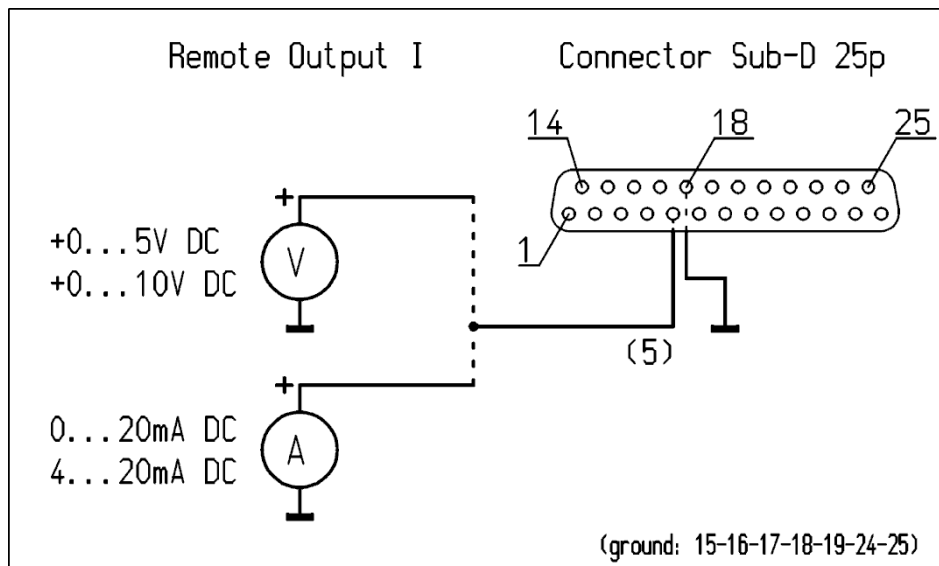 Remote Output I
Connector Sub-D 25p
14
18
25
1
+
+0...5V DC
+0...10V DC
V
(5)
+
0...20mA DC
4...20mA DC
A
(ground: 15-16-17-18-19-24-25)